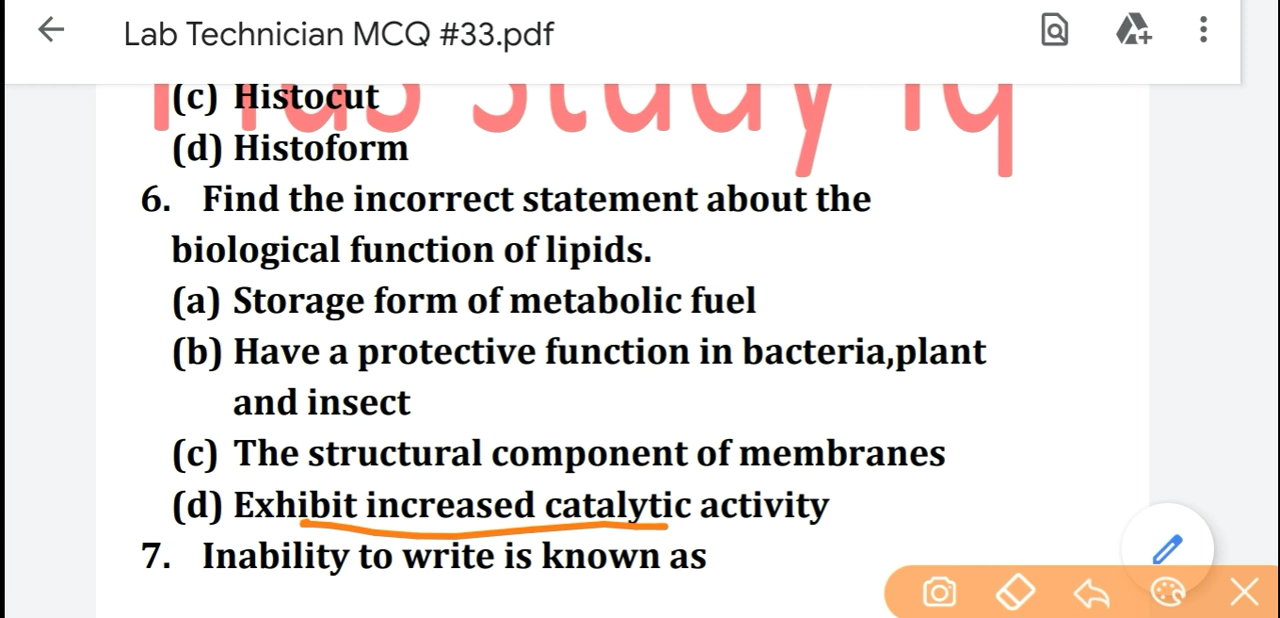 Lab Technician MCQ #33.pdf
(c) Histocut
(d) Histoform
6. Find the incorrect statement about the
biological function of lipids.
(a) Storage form of metabolic fuel
(b) Have a protective function in bacteria,plant
and insect
(c) The structural component of membranes
(d) Exhibit increased catalytic activity
7. Inability to write is known as